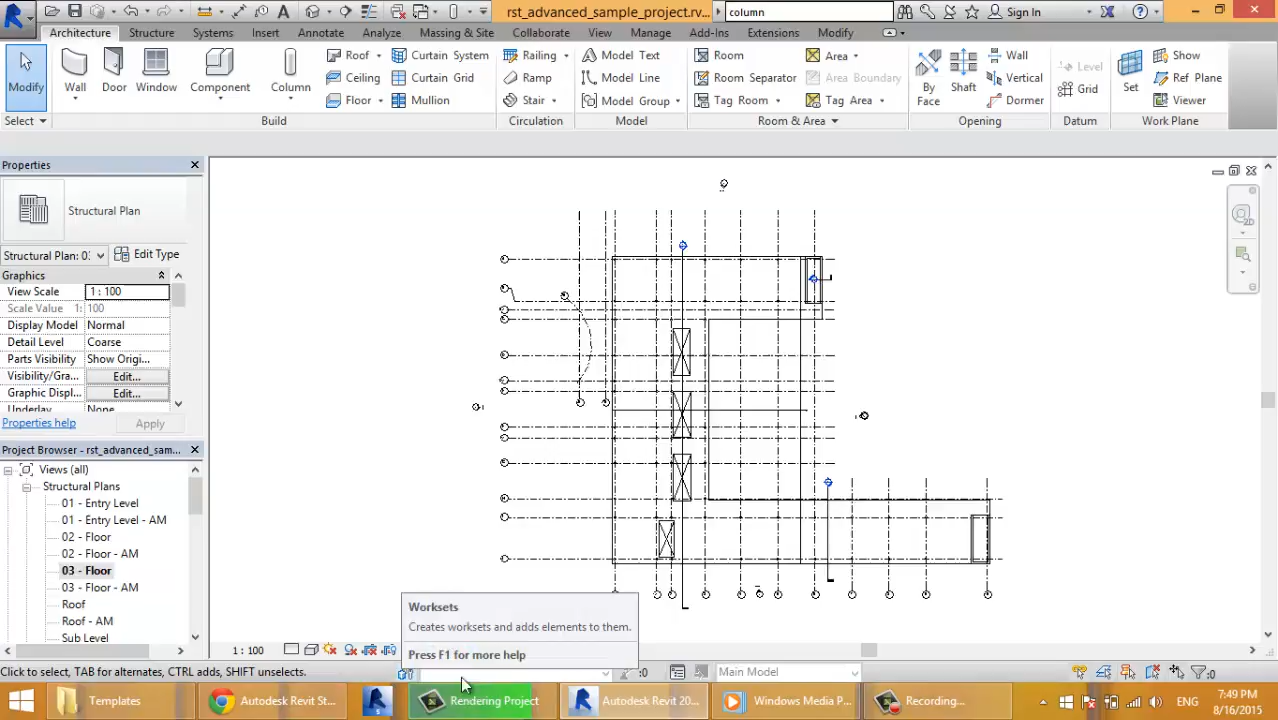 rst_advanced_sample_project.rv...
column
Sign In
Architecture Structure Systems Insert Annotate Analyze Massing & Site Collaborate View Manage Add-Ins Extensions Modify
Modify
Wall
Door
Window
Component
Column
Roof
Ceiling
Floor
Curtain System
Curtain Grid
Mullion
Railing
Ramp
Stair
Model Text
Model Line
Model Group
Room
Room Separator
Tag Room
Area
Area Boundary
Tag Area
By
Face
Shaft
Wall
Vertical
Dormer
Level
Grid
Set
Show
Ref Plane
Viewer
Select
Build
Circulation
Model
Room & Area
Opening
Datum
Work Plane
Properties
Structural Plan
Structural Plan: 0:
Edit Type
Graphics
View Scale 1 : 100
Scale Value 1: 100
Display Model Normal
Detail Level Coarse
Parts Visibility Show Origi...
Visibility/Gra... Edit...
Graphic Displ... Edit...
Underlay None
Properties help
Apply
Project Browser - rst_advanced_sam...
Views (all)
Structural Plans
01 - Entry Level
01 - Entry Level - AM
02 - Floor
02 - Floor - AM
03 - Floor
03 - Floor - AM
Roof
Roof - AM
Sub Level
Worksets
Creates worksets and adds elements to them.
Press F1 for more help
1 : 100
Click to select, TAB for alternates, CTRL adds, SHIFT unselects.
:0
Main Model
:0
Templates
Autodesk Revit St...
Rendering Project
Autodesk Revit 20...
Windows Media P...
Recording...
ENG
7:49 PM
8/16/2015